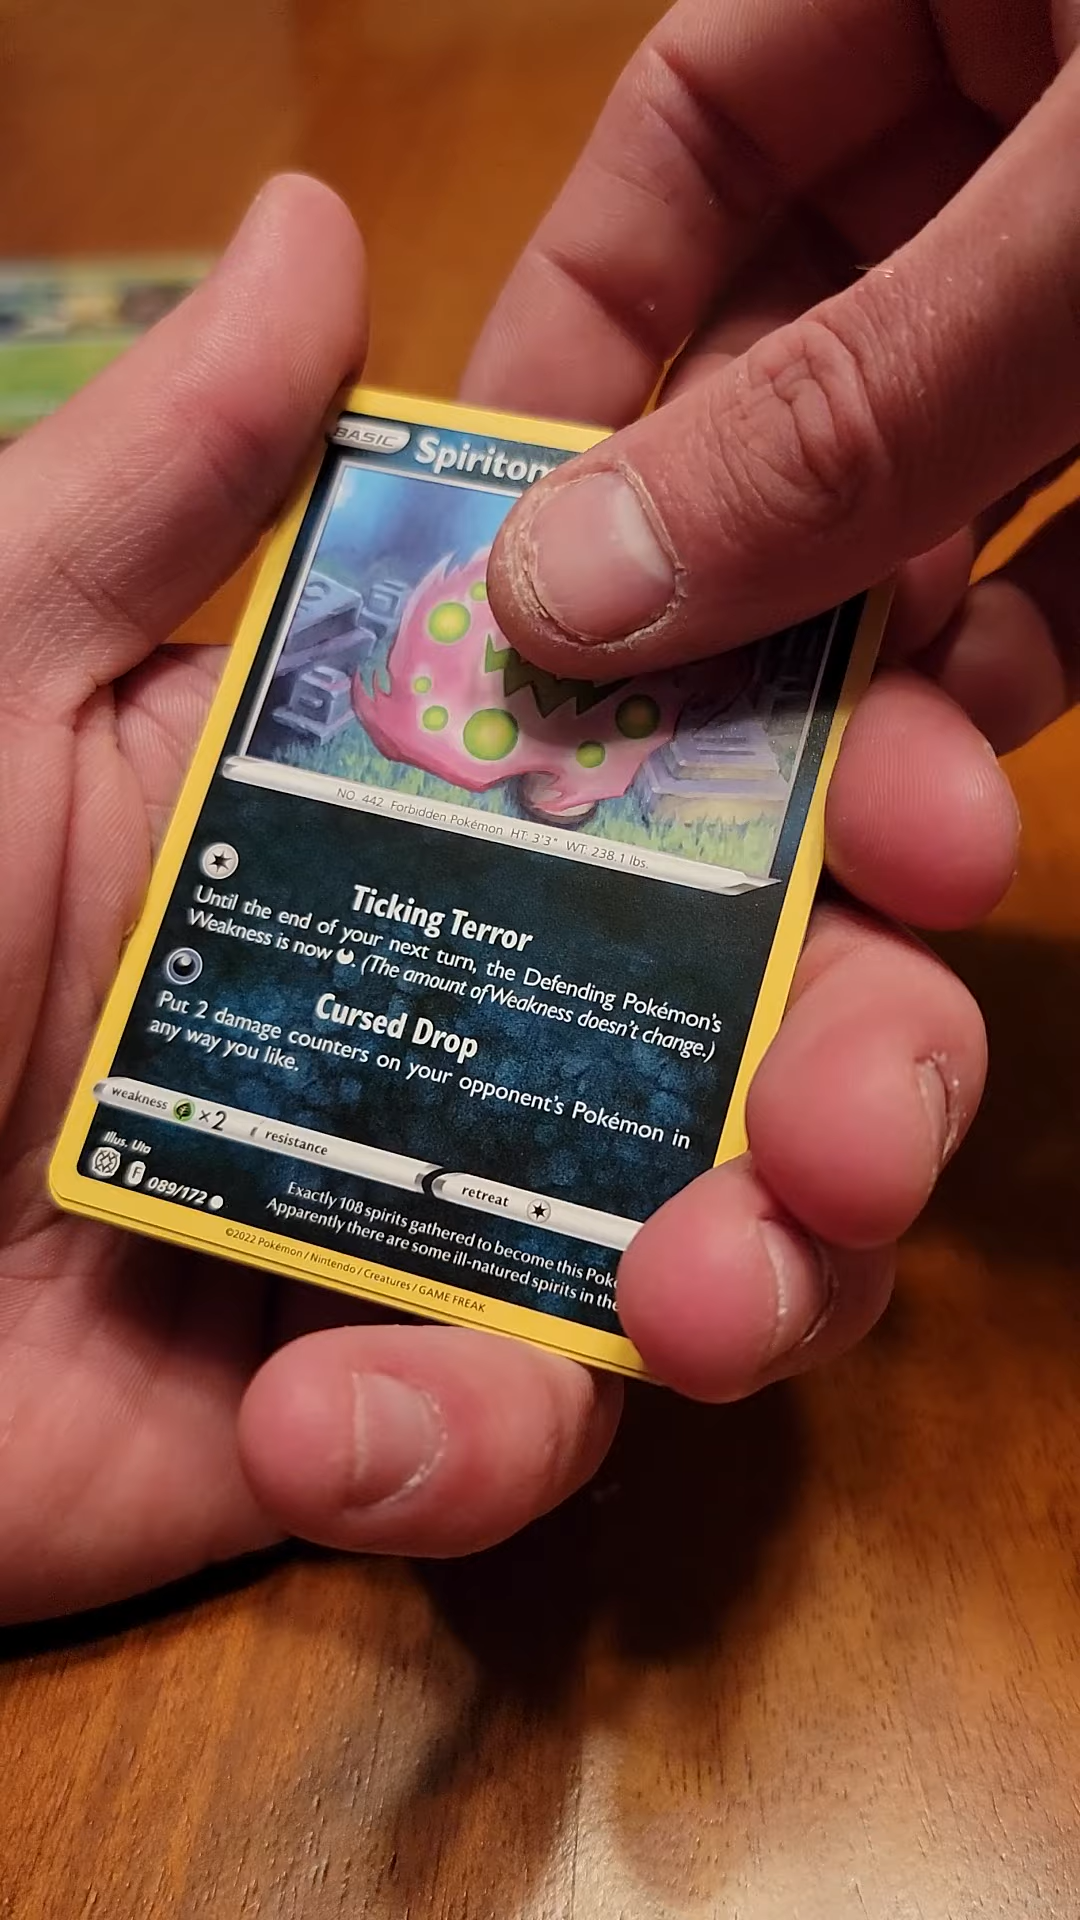 BASIC
Spiritom
NO. 442 Forbidden Pokémon HT: 3'3" WT: 238.1 lbs.
Ticking Terror
Until the end of your next turn, the Defending Pokémon's
Weakness is now . (The amount of Weakness doesn't change.)
Cursed Drop
Put 2 damage counters on your opponent's Pokémon in
any way you like.
weakness ×2 resistance retreat
Illus. Uta
F 089/172
Exactly 108 spirits gathered to become this Pok
Apparently there are some ill-natured spirits in the
©2022 Pokémon / Nintendo / Creatures / GAME FREAK